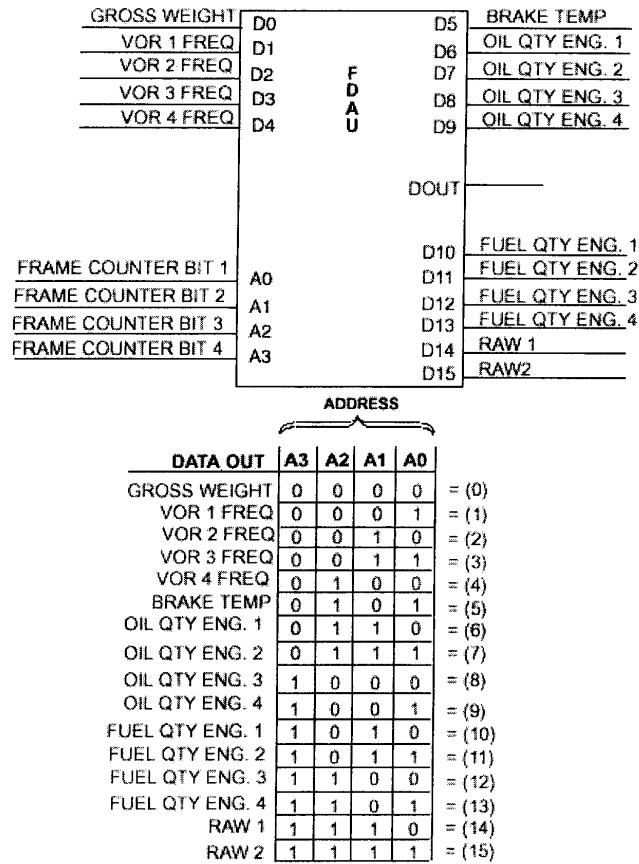 GROSS WEIGHT D0 D5 BRAKE TEMP
VOR 1 FREQ D1 D6 OIL QTY ENG. 1
VOR 2 FREQ D2 D7 OIL QTY ENG. 2
VOR 3 FREQ D3 D8 OIL QTY ENG. 3
VOR 4 FREQ D4 D9 OIL QTY ENG. 4
FDAU
DOUT
D10 FUEL QTY ENG. 1
FRAME COUNTER BIT 1 A0 D11 FUEL QTY ENG. 2
FRAME COUNTER BIT 2 A1 D12 FUEL QTY ENG. 3
FRAME COUNTER BIT 3 A2 D13 FUEL QTY ENG. 4
FRAME COUNTER BIT 4 A3 D14 RAW 1
D15 RAW2
ADDRESS
DATA OUT A3 A2 A1 A0
GROSS WEIGHT 0 0 0 0 = (0)
VOR 1 FREQ 0 0 0 1 = (1)
VOR 2 FREQ 0 0 1 0 = (2)
VOR 3 FREQ 0 0 1 1 = (3)
VOR 4 FREQ 0 1 0 0 = (4)
BRAKE TEMP 0 1 0 1 = (5)
OIL QTY ENG. 1 0 1 1 0 = (6)
OIL QTY ENG. 2 0 1 1 1 = (7)
OIL QTY ENG. 3 1 0 0 0 = (8)
OIL QTY ENG. 4 1 0 0 1 = (9)
FUEL QTY ENG. 1 1 0 1 0 = (10)
FUEL QTY ENG. 2 1 0 1 1 = (11)
FUEL QTY ENG. 3 1 1 0 0 = (12)
FUEL QTY ENG. 4 1 1 0 1 = (13)
RAW 1 1 1 1 0 = (14)
RAW 2 1 1 1 1 = (15)